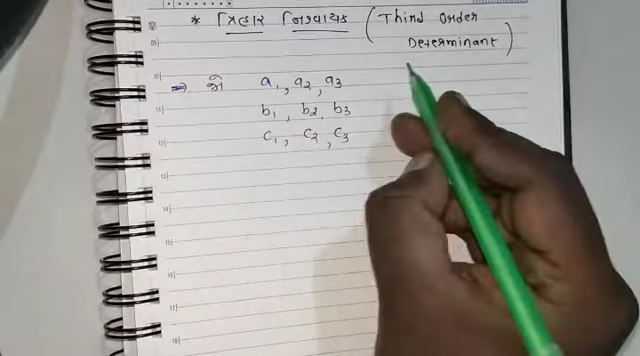 * ત્રિહાર નિશ્ચાયક (Third Order
Determinant)
⇒ જો a₁, a₂, a₃
b₁, b₂, b₃
c₁, c₂, c₃